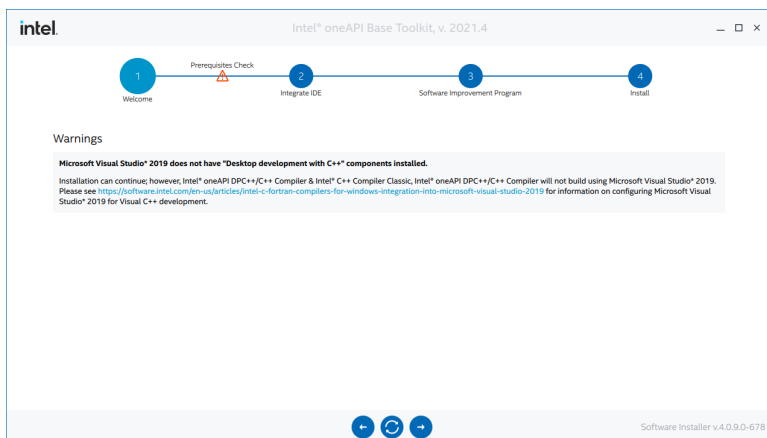 intel.
Intel® oneAPI Base Toolkit, v. 2021.4
Prerequisites Check
1
2
3
4
Welcome
Integrate IDE
Software Improvement Program
Install
Warnings
Microsoft Visual Studio* 2019 does not have "Desktop development with C++" components installed.
Installation can continue; however, Intel® oneAPI DPC++/C++ Compiler & Intel® C++ Compiler Classic, Intel® oneAPI DPC++/C++ Compiler will not build using Microsoft Visual Studio* 2019.
Please see https://software.intel.com/en-us/articles/intel-c-fortran-compilers-for-windows-integration-into-microsoft-visual-studio-2019 for information on configuring Microsoft Visual
Studio* 2019 for Visual C++ development.
Software Installer v.4.0.9.0-678